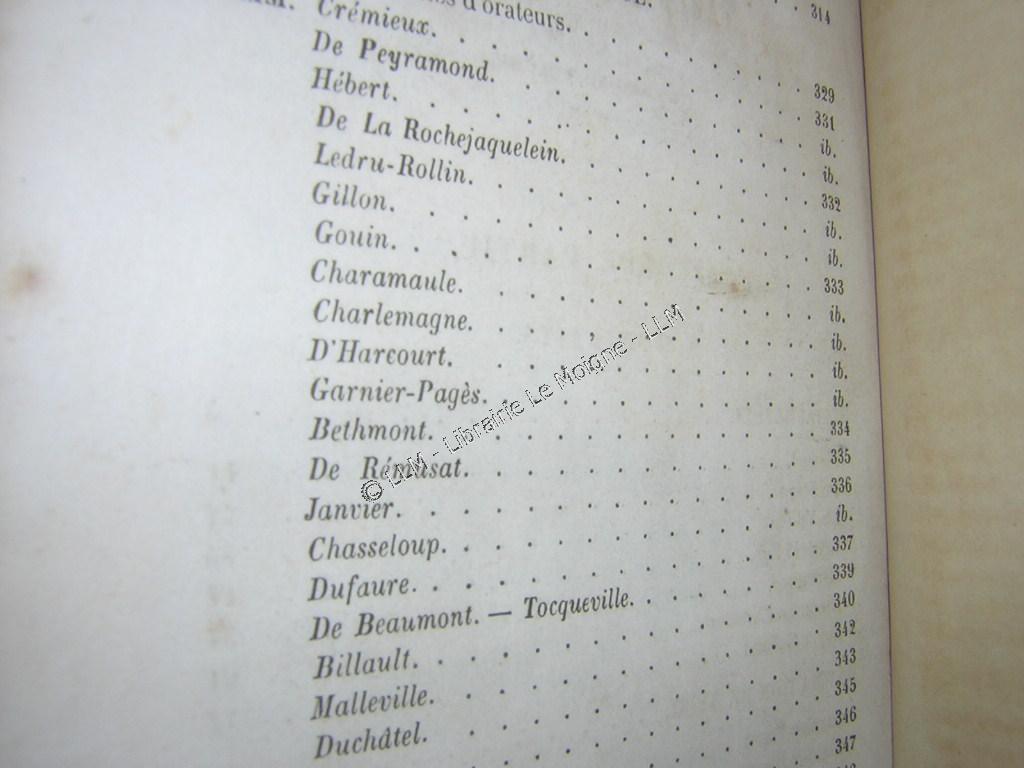 314
d'orateurs. 329
Crémieux. 331
De Peyramond. ib.
Hébert. ib.
De La Rochejaquelein. 332
Ledru-Rollin. ib.
Gillon. ib.
Gouin. 333
Charamaule. ib.
Charlemagne. ib.
D'Harcourt. ib.
Garnier-Pagès. ib.
Bethmont. 334
De Rémusat. 335
Janvier. 336
Chasseloup. ib.
Dufaure. 337
De Beaumont. — Tocqueville. 339
Billault. 340
Malleville. 342
Duchâtel. 343
345
346
347
© LLM - Librairie Le Moigne - LLM